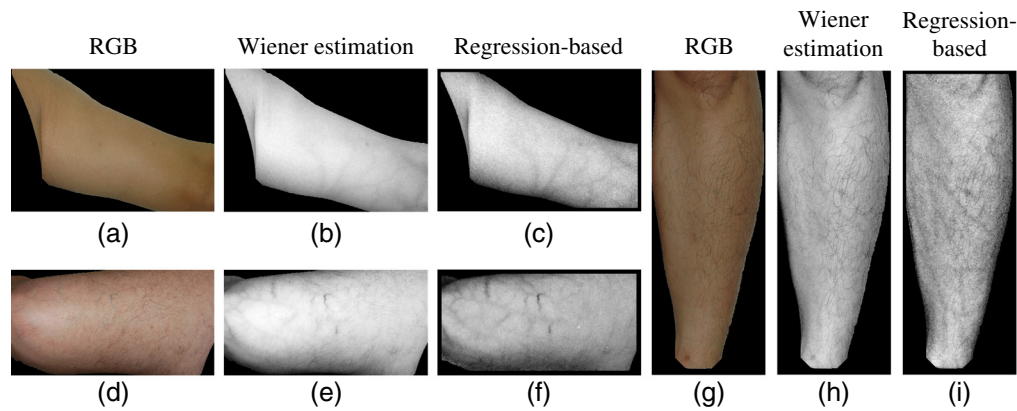 RGB
Wiener estimation
Regression-based
RGB
Wiener
estimation
Regression-
based
(a)
(b)
(c)
(d)
(e)
(f)
(g)
(h)
(i)